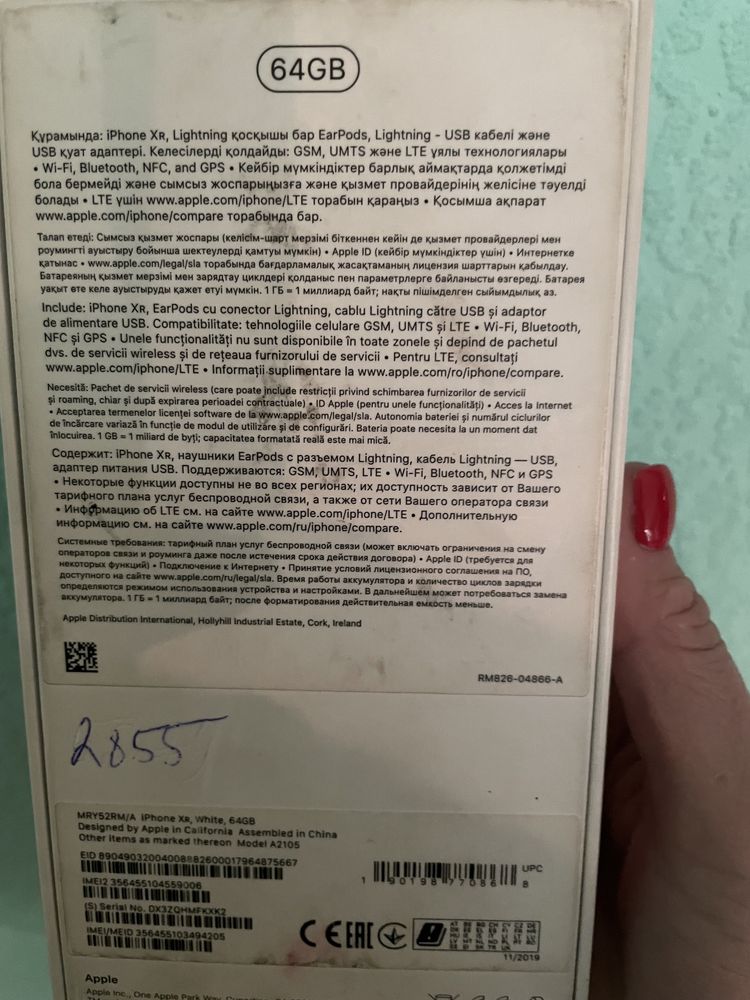 64GB
Құрамында: iPhone XR, Lightning қосқышы бар EarPods, Lightning - USB кабелі және
USB қуат адаптері. Келесілерді қолдайды: GSM, UMTS және LTE ұялы технологиялары
• Wi-Fi, Bluetooth, NFC, and GPS • Кейбір мүмкіндіктер барлық аймақтарда қолжетімді
бола бермейді және сымсыз жоспарыңызға және қызмет провайдерінің желісіне тәуелді
болады • LTE үшін www.apple.com/iphone/LTE торабын қараңыз • Қосымша ақпарат
www.apple.com/iphone/compare торабында бар.
Талап етеді: Сымсыз қызмет жоспары (келісім-шарт мерзімі біткеннен кейін де қызмет провайдерлері мен
роумингті ауыстыру бойынша шектеулерді қамтуы мүмкін) • Apple ID (кейбір мүмкіндіктер үшін) • Интернетке
қатынас • www.apple.com/legal/sla торабында бағдарламалық жасақтаманың лицензия шарттарын қабылдау.
Батареяның қызмет мерзімі мен зарядтау циклдері қолданыс пен параметрлерге байланысты өзгереді. Батарея
уақыт өте келе ауыстыруды қажет етуі мүмкін. 1 ГБ = 1 миллиард байт; нақты пішімделген сыйымдылық аз.
Include: iPhone XR, EarPods cu conector Lightning, cablu Lightning către USB și adaptor
de alimentare USB. Compatibilitate: tehnologiile celulare GSM, UMTS și LTE • Wi-Fi, Bluetooth,
NFC și GPS • Unele funcționalități nu sunt disponibile în toate zonele și depind de pachetul
dvs. de servicii wireless și de rețeaua furnizorului de servicii • Pentru LTE, consultați
www.apple.com/iphone/LTE • Informații suplimentare la www.apple.com/ro/iphone/compare.
Necesită: Pachet de servicii wireless (care poate include restricții privind schimbarea furnizorilor de servicii
și roaming, chiar și după expirarea perioadei contractuale) • ID Apple (pentru unele funcționalități) • Acces la Internet
• Acceptarea termenelor licenței software de la www.apple.com/legal/sla. Autonomia bateriei și numărul ciclurilor
de încărcare variază în funcție de modul de utilizare și de configurări. Bateria poate necesita la un moment dat
înlocuirea. 1 GB = 1 miliard de byți; capacitatea formatată reală este mai mică.
Содержит: iPhone XR, наушники EarPods с разъемом Lightning, кабель Lightning — USB,
адаптер питания USB. Поддерживаются: GSM, UMTS, LTE • Wi-Fi, Bluetooth, NFC и GPS
• Некоторые функции доступны не во всех регионах; их доступность зависит от Вашего
тарифного плана услуг беспроводной связи, а также от сети Вашего оператора связи
• Информацию об LTE см. на сайте www.apple.com/iphone/LTE • Дополнительную
информацию см. на сайте www.apple.com/ru/iphone/compare.
Системные требования: тарифный план услуг беспроводной связи (может включать ограничения на смену
операторов связи и роуминга даже после истечения срока действия договора) • Apple ID (требуется для
некоторых функций) • Подключение к Интернету • Принятие условий лицензионного соглашения на ПО,
доступного на сайте www.apple.com/ru/legal/sla. Время работы аккумулятора и количество циклов зарядки
определяются режимом использования устройства и настройками. В дальнейшем может потребоваться замена
аккумулятора. 1 ГБ = 1 миллиард байт; после форматирования действительная емкость меньше.
Apple Distribution International, Hollyhill Industrial Estate, Cork, Ireland
RM826-04866-A
2855
MRY52RM/A iPhone XR, White, 64GB
Designed by Apple in California Assembled in China
Other items as marked thereon Model A2105
EID 89049032004008882600017964875667
IMEI2 356455104559006
(S) Serial No. DX3ZQHMFKXK2
IMEI/MEID 356455103494205
UPC
1 90198 77086 8
CE EAC
11/2019
Apple
Apple Inc., One Apple Park Way,